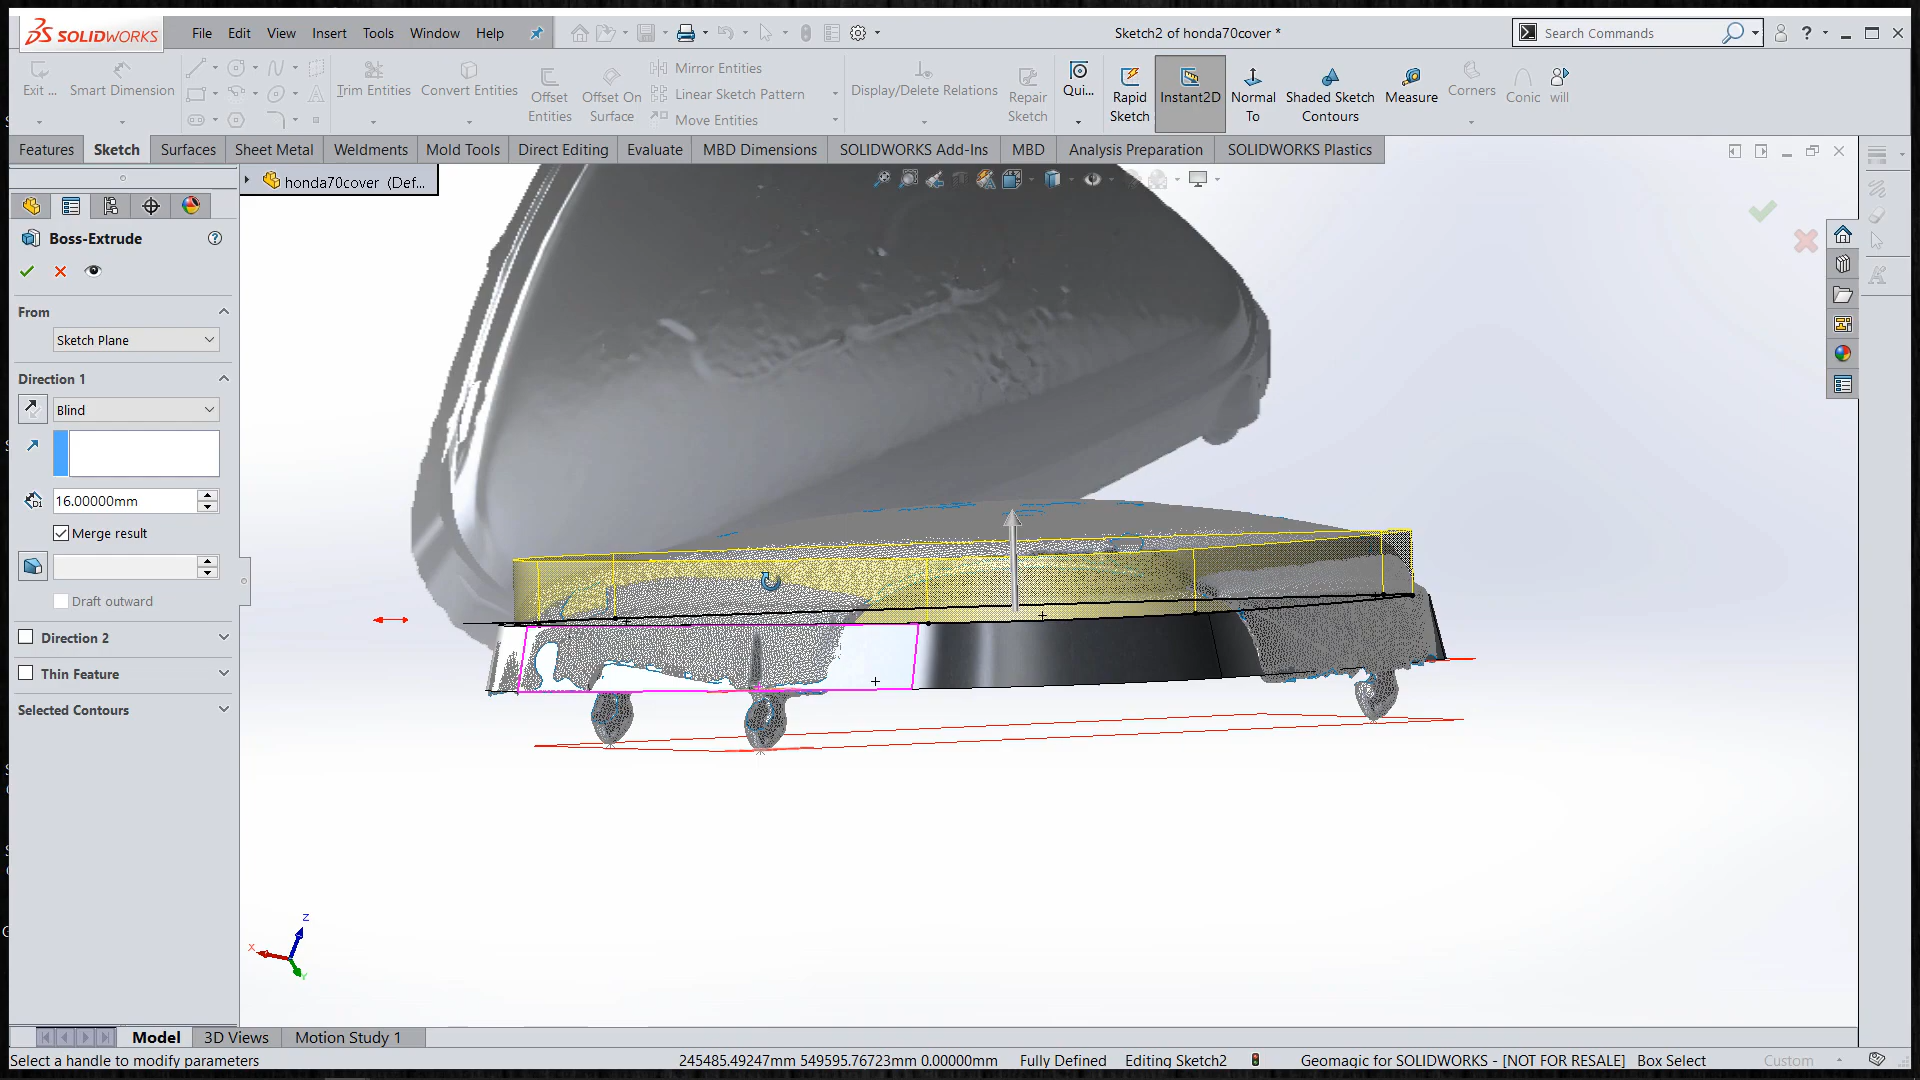 SOLIDWORKS File Edit View Insert Tools Window Help Sketch2 of honda70cover * Search Commands ?
Exit ... Smart Dimension Trim Entities Convert Entities Offset Entities Offset On Surface Mirror Entities Display/Delete Relations Repair Sketch Qui... Rapid Sketch Instant2D Normal To Shaded Sketch Contours Measure Corners Conic will
Linear Sketch Pattern
Move Entities
Features Sketch Surfaces Sheet Metal Weldments Mold Tools Direct Editing Evaluate MBD Dimensions SOLIDWORKS Add-Ins MBD Analysis Preparation SOLIDWORKS Plastics
honda70cover (Def...
Boss-Extrude
From
Sketch Plane
Direction 1
Blind
16.00000mm
Merge result
Draft outward
Direction 2
Thin Feature
Selected Contours
Z
X
Y
Model 3D Views Motion Study 1
Select a handle to modify parameters 245485.49247mm 549595.76723mm 0.00000mm Fully Defined Editing Sketch2 Geomagic for SOLIDWORKS - [NOT FOR RESALE] Box Select Custom